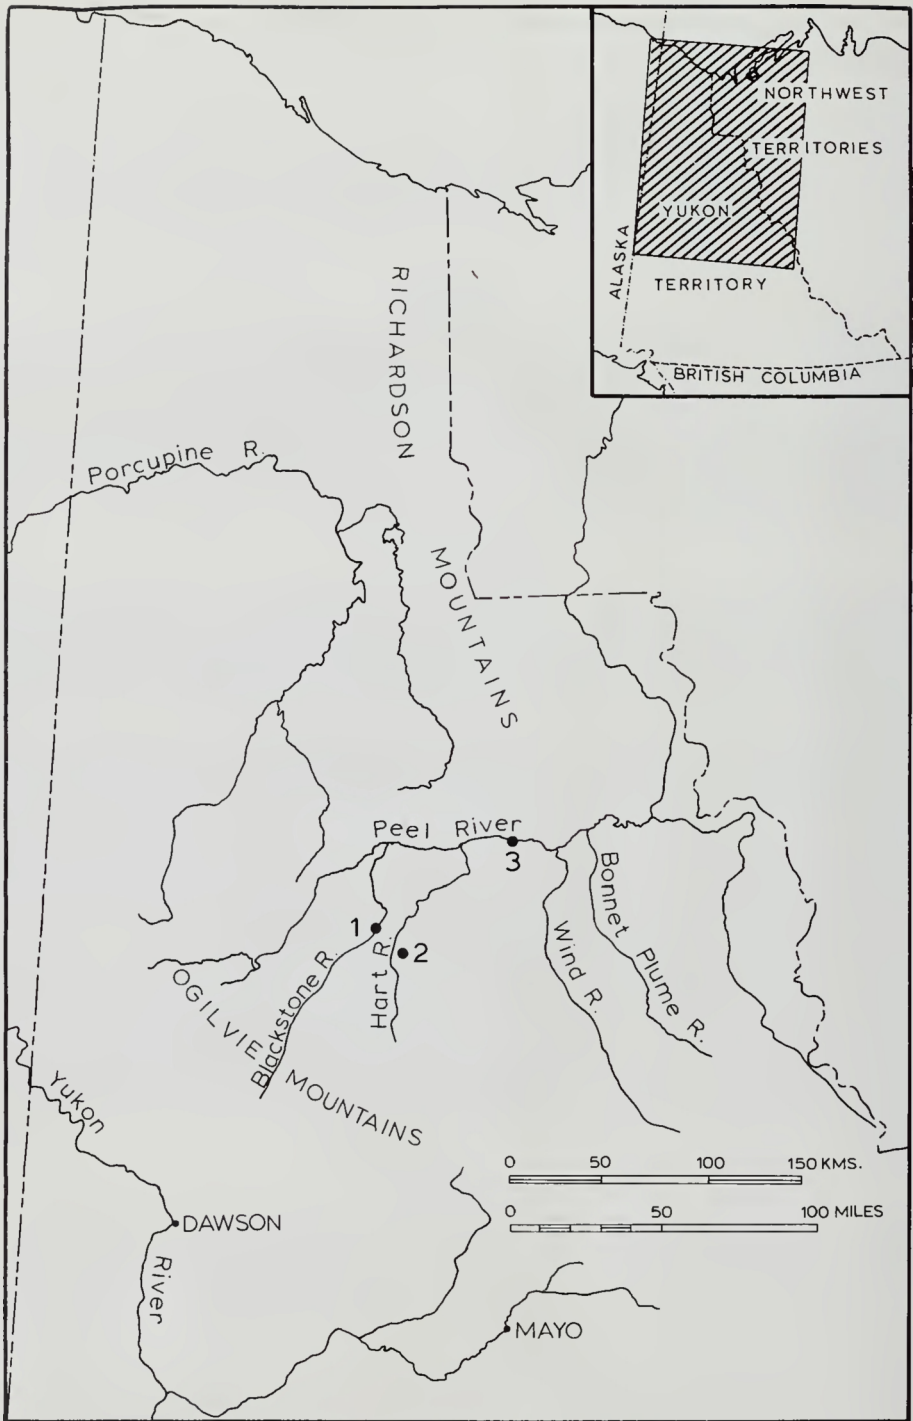 NORTHWEST
TERRITORIES
YUKON
ALASKA
TERRITORY
BRITISH COLUMBIA
RICHARDSON
MOUNTAINS
Porcupine R.
Peel River
3
1
2
Blackstone R.
Hart R.
Wind R.
Bonnet Plume R.
OGILVIE
MOUNTAINS
Yukon
River
DAWSON
0 50 100 150 KMS.
0 50 100 MILES
MAYO